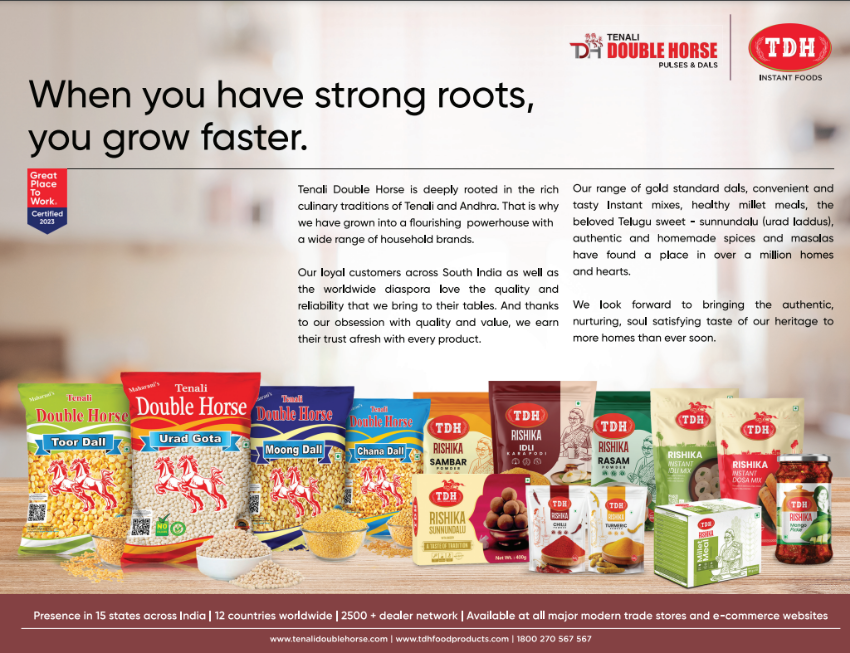 TENALI
TDH DOUBLE HORSE
PULSES & DALS
TDH
INSTANT FOODS
When you have strong roots,
you grow faster.
Great
Place
To
Work.
Certified
2023
Tenali Double Horse is deeply rooted in the rich
culinary traditions of Tenali and Andhra. That is why
we have grown into a flourishing powerhouse with
a wide range of household brands.
Our loyal customers across South India as well as
the worldwide diaspora love the quality and
reliability that we bring to their tables. And thanks
to our obsession with quality and value, we earn
their trust afresh with every product.
Our range of gold standard dals, convenient and
tasty Instant mixes, healthy millet meals, the
beloved Telugu sweet - sunnundalu (urad laddus),
authentic and homemade spices and masalas
have found a place in over a million homes
and hearts.
We look forward to bringing the authentic,
nurturing, soul satisfying taste of our heritage to
more homes than ever soon.
Maharani's
Tenali
Double Horse
Toor Dall
Maharani's
Tenali
Double Horse
Urad Gota
NO
Maharani's
Tenali
Double Horse
Moong Dall
Tenali
Double Horse
Chana Dall
TDH
RISHIKA
SAMBAR
POWDER
TDH
RISHIKA
IDLI
KARAPODI
TDH
RISHIKA
RASAM
POWDER
TDH
RISHIKA
INSTANT
IDLI MIX
TDH
RISHIKA
INSTANT
DOSA MIX
TDH
RISHIKA
SUNNUNDALU
A TASTE OF TRADITION
Net Wt. : 400g
TDH
RISHIKA
CHILLI
TDH
RISHIKA
TURMERIC
TDH
RISHIKA
Millet
Meal
TDH
RISHIKA
Mango
Presence in 15 states across India | 12 countries worldwide | 2500 + dealer network | Available at all major modern trade stores and e-commerce websites
www.tenalidoublehorse.com | www.tdhfoodproducts.com | 1800 270 567 567